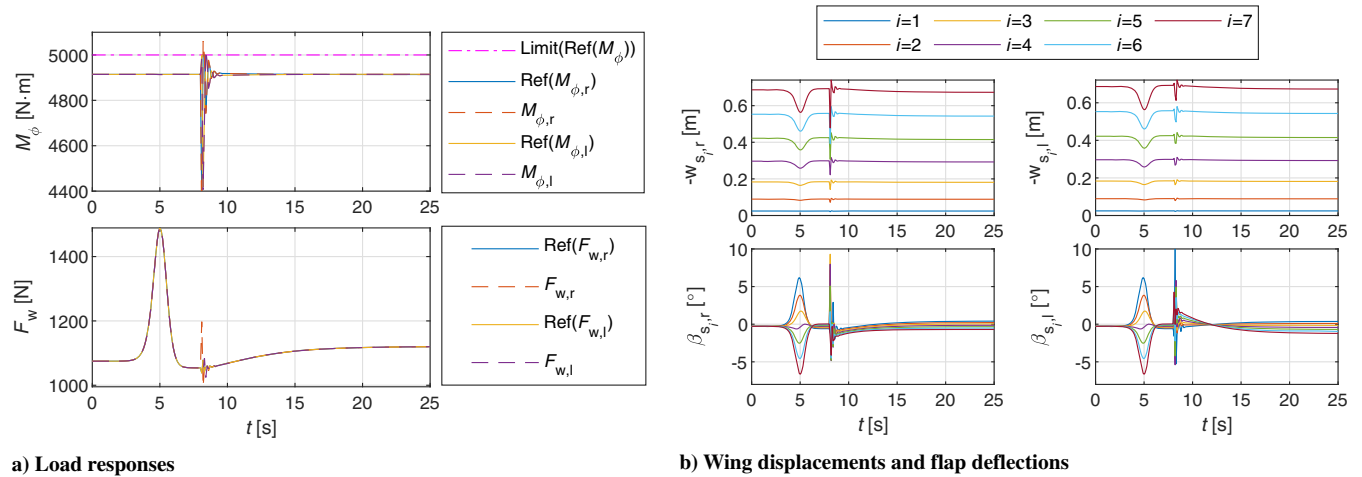 5000
4800
4600
4400
M_ϕ [N·m]
0 5 10 15 20 25
Limit(Ref(M_ϕ))
Ref(M_ϕ,r)
M_ϕ,r
Ref(M_ϕ,l)
M_ϕ,l
1400
1200
1000
F_w [N]
0 5 10 15 20 25
t [s]
Ref(F_w,r)
F_w,r
Ref(F_w,l)
F_w,l
a) Load responses
i=1 i=3 i=5 i=7
i=2 i=4 i=6
0.6
0.4
0.2
0
-w_s_i,r [m]
0 5 10 15 20 25
0.6
0.4
0.2
0
-w_s_i,l [m]
0 5 10 15 20 25
10
5
0
-5
β_s_i,r [°]
0 5 10 15 20 25
t [s]
10
5
0
-5
β_s_i,l [°]
0 5 10 15 20 25
t [s]
b) Wing displacements and flap deflections